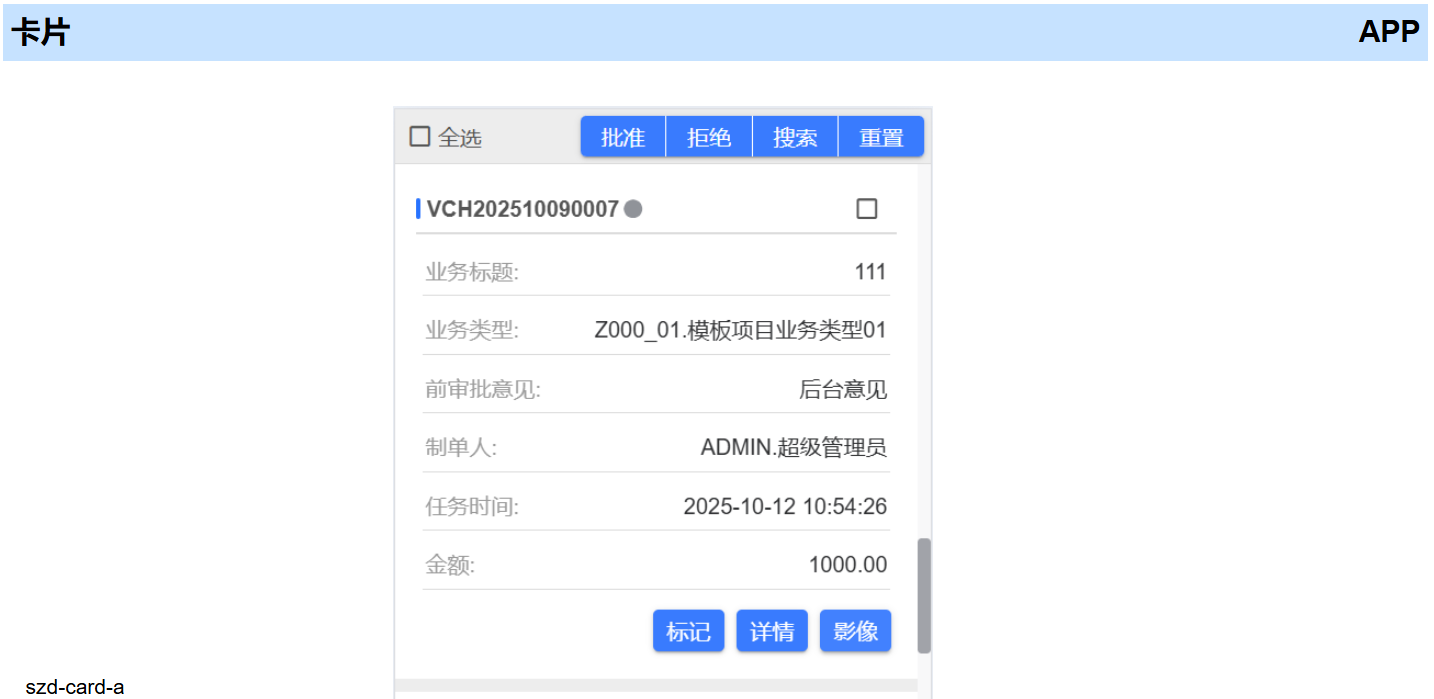 卡片 APP
全选 批准 拒绝 搜索 重置
VCH202510090007
业务标题: 111
业务类型: Z000_01.模板项目业务类型01
前审批意见: 后台意见
制单人: ADMIN.超级管理员
任务时间: 2025-10-12 10:54:26
金额: 1000.00
标记 详情 影像
szd-card-a